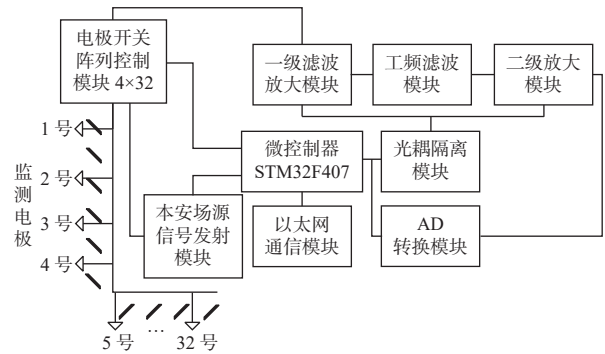 电极开关
阵列控制
模块 4×32
一级滤波
放大模块
工频滤波
模块
二级放大
模块
1 号
2 号
3 号
4 号
监测电极
微控制器
STM32F407
光耦隔离
模块
本安场源
信号发射
模块
以太网
通信模块
AD
转换模块
5 号
…
32 号